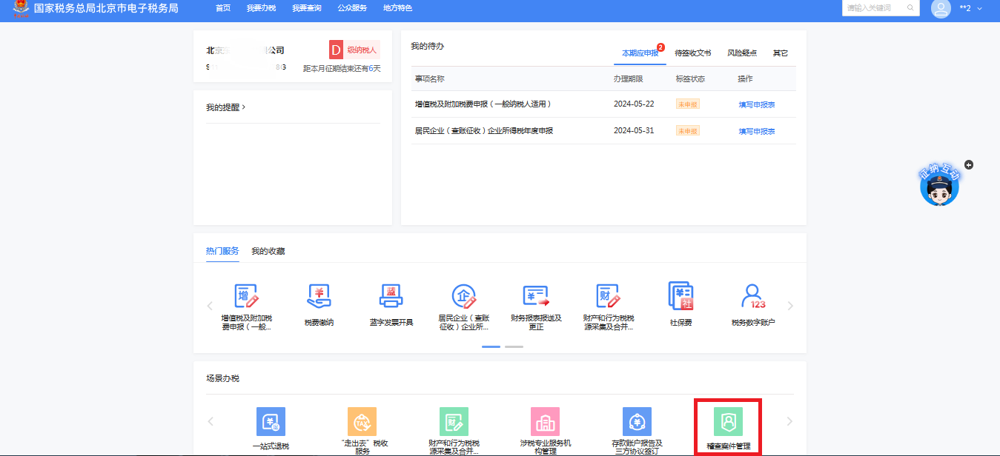 国家税务总局北京市电子税务局
首页
我要办税
我要查询
公众服务
地方特色
请输入关键词
**2
北京
公司
D 级纳税人
距本月征期结束还有6天
我的提醒 >
我的待办
本期应申报 2
待签收文书
风险疑点
其它
事项名称 办理期限 标签状态 操作
增值税及附加税费申报（一般纳税人适用） 2024-05-22 未申报 填写申报表
居民企业（查账征收）企业所得税年度申报 2024-05-31 未申报 填写申报表
征纳互动
热门服务
我的收藏
增
增值税及附加税
费申报（一般...
税费缴纳
蓝
蓝字发票开具
企
居民企业（查账
征收）企业所...
财务报表报送及
更正
财
财产和行为税税
源采集及合并...
社
社保费
123
税务数字账户
场景办税
一站式退税
TAX
"走出去"税收
服务
财
财产和行为税税
源采集及合并...
涉税专业服务机
构管理
存款账户报告及
三方协议签订
稽查案件管理